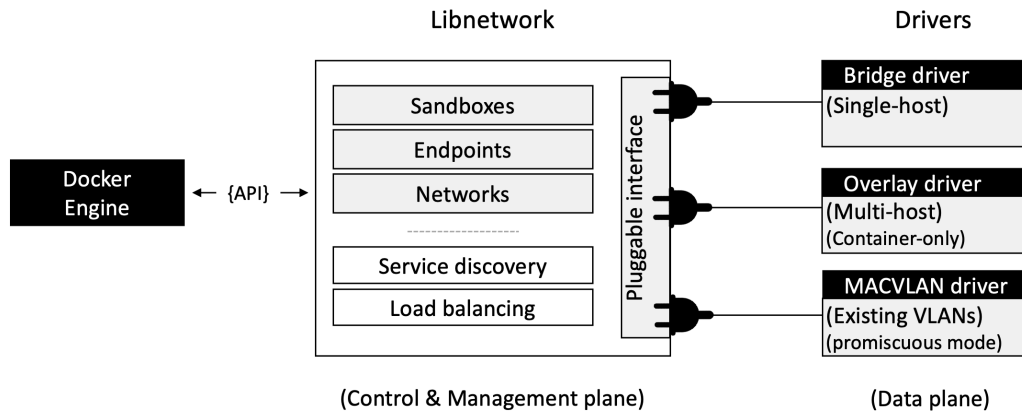 Libnetwork
Drivers
Docker
Engine
{API}
Sandboxes
Endpoints
Networks
Service discovery
Load balancing
Pluggable interface
Bridge driver
(Single-host)
Overlay driver
(Multi-host)
(Container-only)
MACVLAN driver
(Existing VLANs)
(promiscuous mode)
(Control & Management plane)
(Data plane)